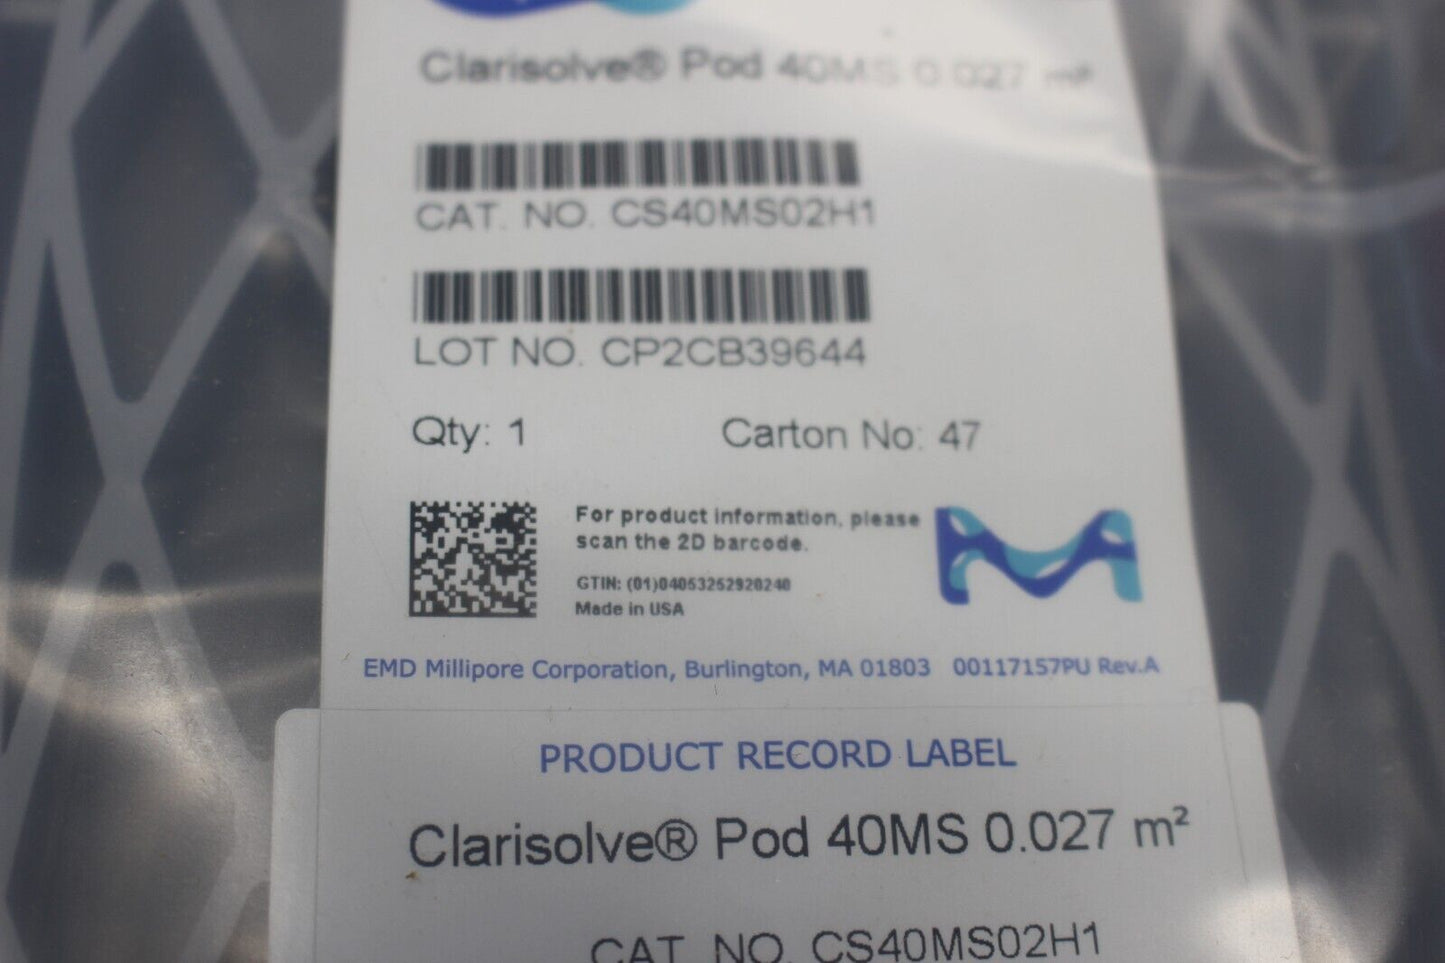 Clarisolve® Pod 40MS 0.027 m²
CAT. NO. CS40MS02H1
LOT NO. CP2CB39644
Qty: 1 Carton No: 47
For product information, please
scan the 2D barcode.
GTIN: (01)04053252920240
Made in USA
EMD Millipore Corporation, Burlington, MA 01803 00117157PU Rev.A
PRODUCT RECORD LABEL
Clarisolve® Pod 40MS 0.027 m²
CAT. NO. CS40MS02H1